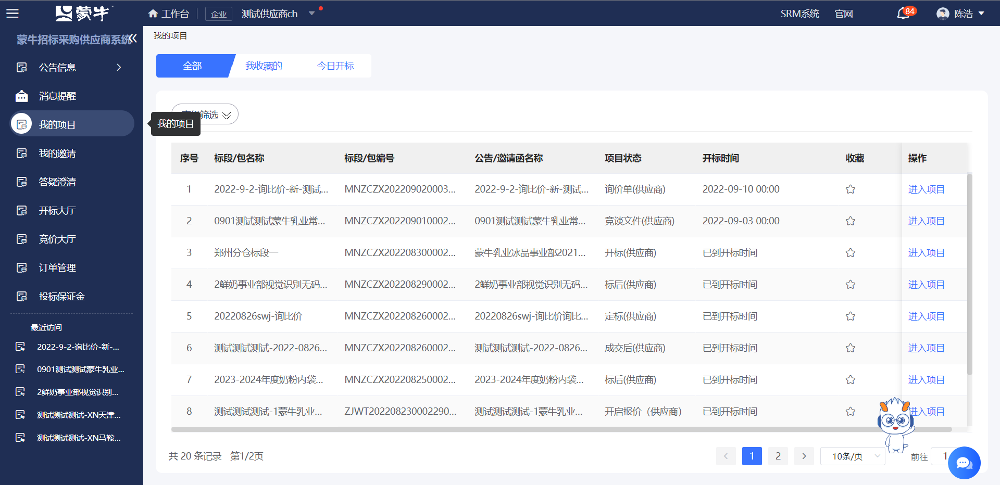 蒙牛™
工作台
企业
测试供应商ch
SRM系统
官网
84
陈浩
蒙牛招标采购供应商系统
公告信息
消息提醒
我的项目
我的邀请
答疑澄清
开标大厅
竞价大厅
订单管理
投标保证金
最近访问
2022-9-2-询比价-新-...
0901测试测试蒙牛乳业...
2鲜奶事业部视觉识别...
测试测试测试-XN天津...
测试测试测试-XN马鞍...
我的项目
全部
我收藏的
今日开标
筛选
我的项目
序号 标段/包名称 标段/包编号 公告/邀请函名称 项目状态 开标时间 收藏 操作
1 2022-9-2-询比价-新-测试... MNZCZX202209020003... 2022-9-2-询比价-新-测试... 询价单(供应商) 2022-09-10 00:00 进入项目
2 0901测试测试蒙牛乳业常... MNZCZX202209010002... 0901测试测试蒙牛乳业常... 竞谈文件(供应商) 2022-09-03 00:00 进入项目
3 郑州分仓标段一 MNZCZX202208300002... 蒙牛乳业冰品事业部2021... 开标(供应商) 已到开标时间 进入项目
4 2鲜奶事业部视觉识别无码... MNZCZX202208290002... 2鲜奶事业部视觉识别无码... 标后(供应商) 已到开标时间 进入项目
5 20220826swj-询比价 MNZCZX202208260002... 20220826swj-询比价询比... 定标(供应商) 已到开标时间 进入项目
6 测试测试测试-2022-0826... MNZCZX202208260002... 测试测试测试-2022-0826... 成交后(供应商) 已到开标时间 进入项目
7 2023-2024年度奶粉内袋... MNZCZX202208250002... 2023-2024年度奶粉内袋... 标后(供应商) 已到开标时间 进入项目
8 测试测试测试-1蒙牛乳业... ZJWT202208230002290... 测试测试测试-1蒙牛乳业... 开启报价（供应商） 已到开标时间 进入项目
共 20 条记录 第1/2页
1
2
10条/页
前往
1